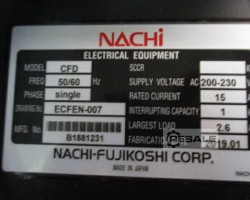 NACHi
ELECTRICAL EQUIPMENT
MODEL CFD SCCR
FREQ 50/60 Hz SUPPLY VOLTAGE AC 200-230
PHASE single RATED CURRENT 15
DRAWING ECFEN-007 INTERRUPTING CAPACITY 1
MFG. No. B1881231 LARGEST LOAD 2.6
2019.01
NACHI-FUJIKOSHI CORP.
MADE IN JAPAN